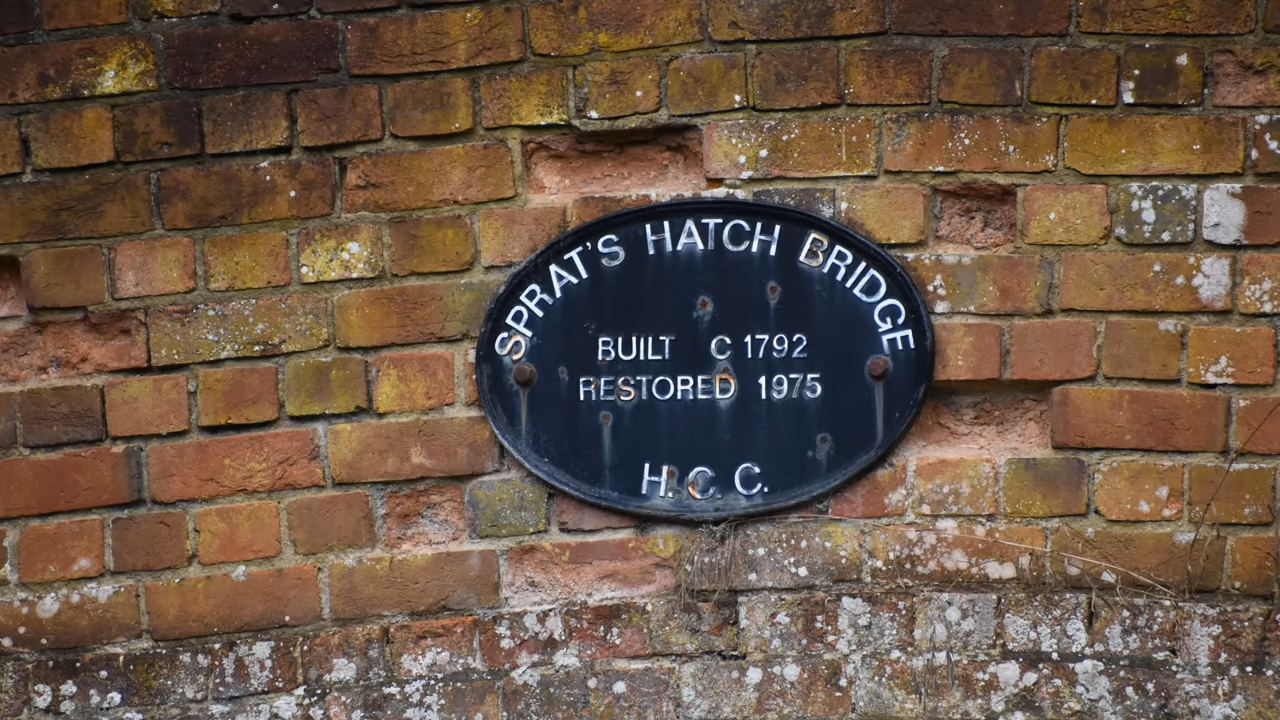 SPRAT'S HATCH BRIDGE
BUILT C 1792
RESTORED 1975
H.C.C.